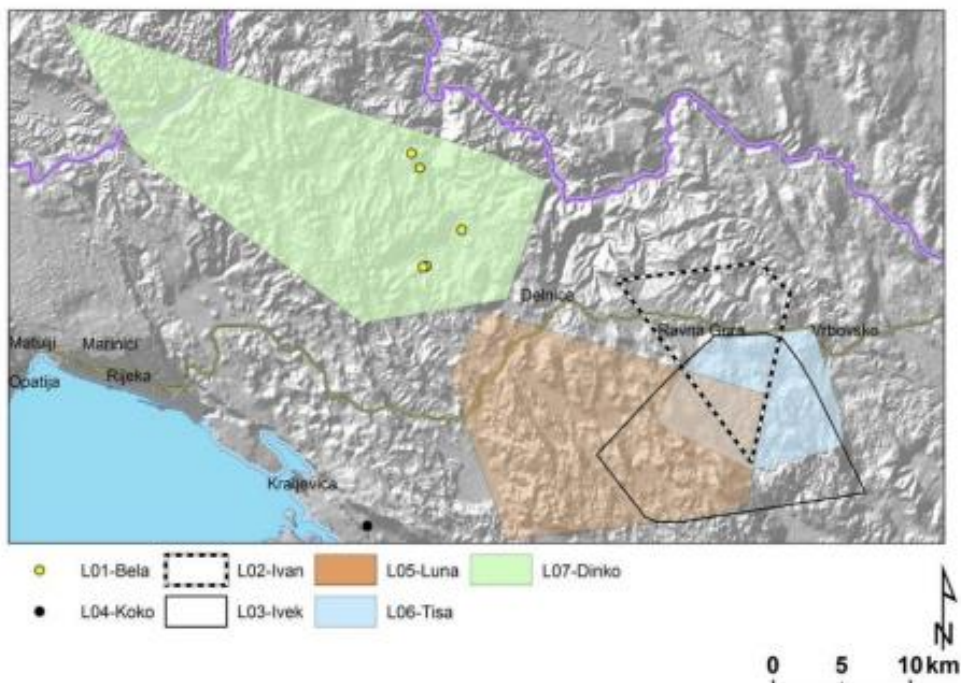 Delnice
Ravna Gora
Vrbovsko
Matulji
Marinići
Opatija
Rijeka
Kraljevica
L01-Bela
L02-Ivan
L05-Luna
L07-Dinko
L04-Koko
L03-Ivek
L06-Tisa
N
0 5 10 km